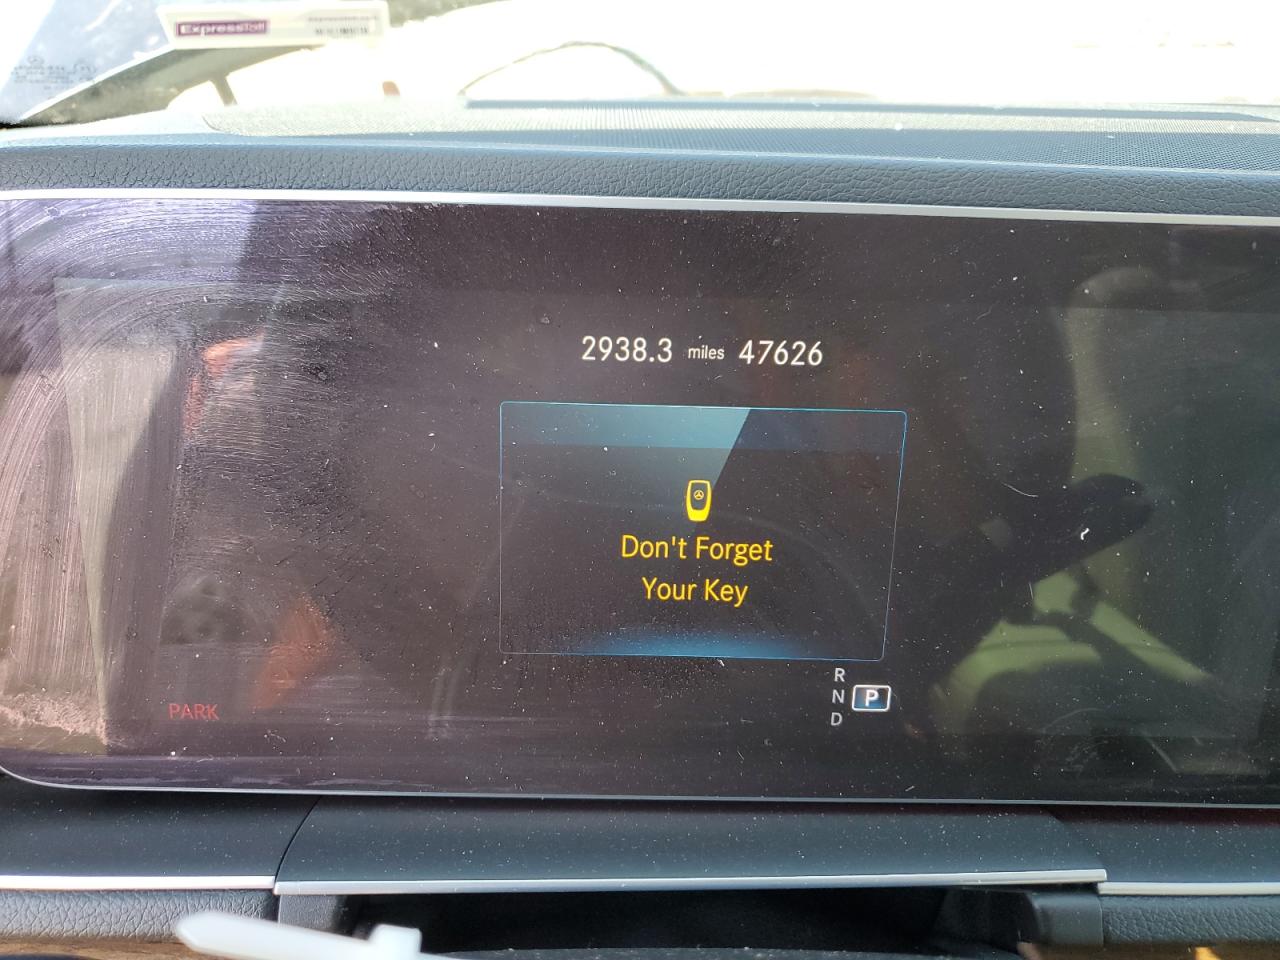 ExpressToll
2938.3 miles 47626
Don't Forget
Your Key
R
N P
D
PARK